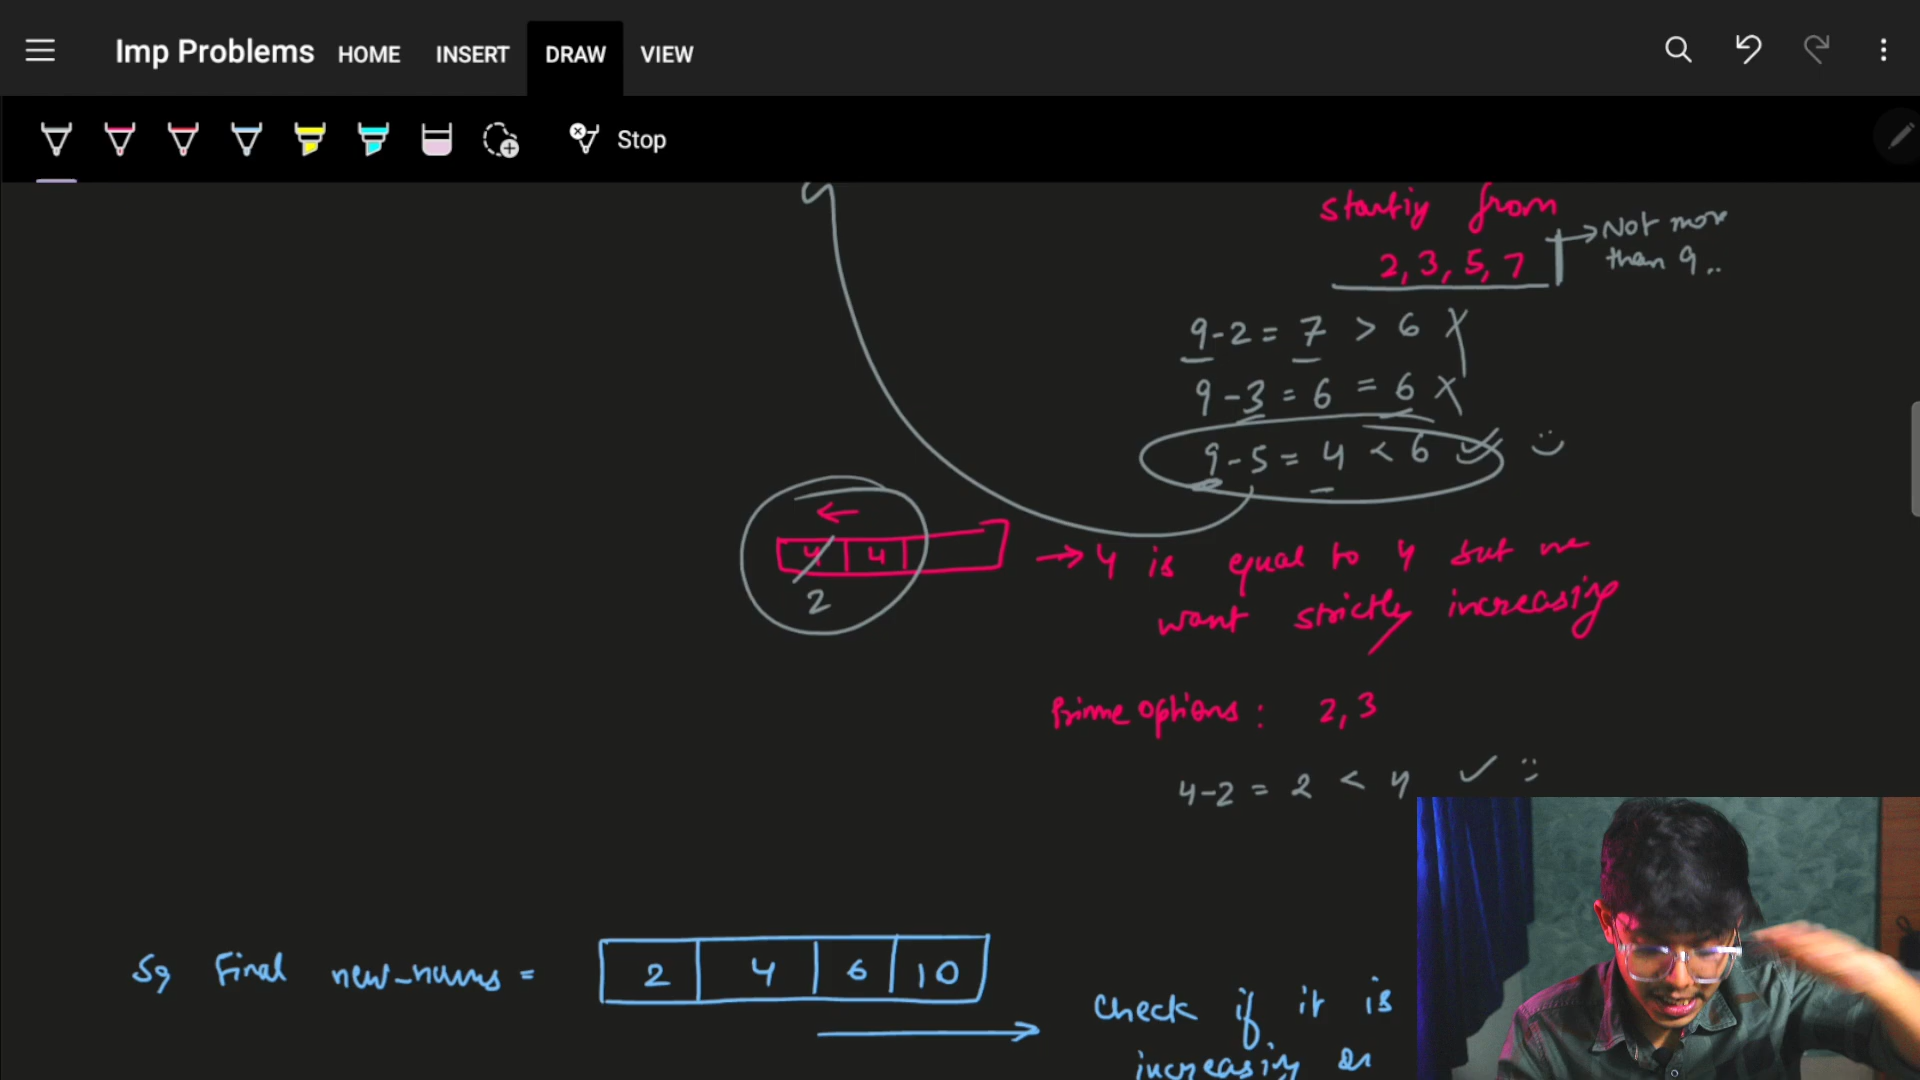 Imp Problems HOME INSERT DRAW VIEW
Stop
starting from
2, 3, 5, 7
Not more
than 9 ..
9-2 = 7 > 6 X
9-3 = 6 = 6 X
9-5 = 4 < 6 ✓ :)
4 4
2
→ 4 is equal to 4 but we
want strictly increasing
Prime options : 2, 3
4-2 = 2 < 4 ✓ :)
So, Final new_nums = 2 4 6 10
Check if it is
increasing or